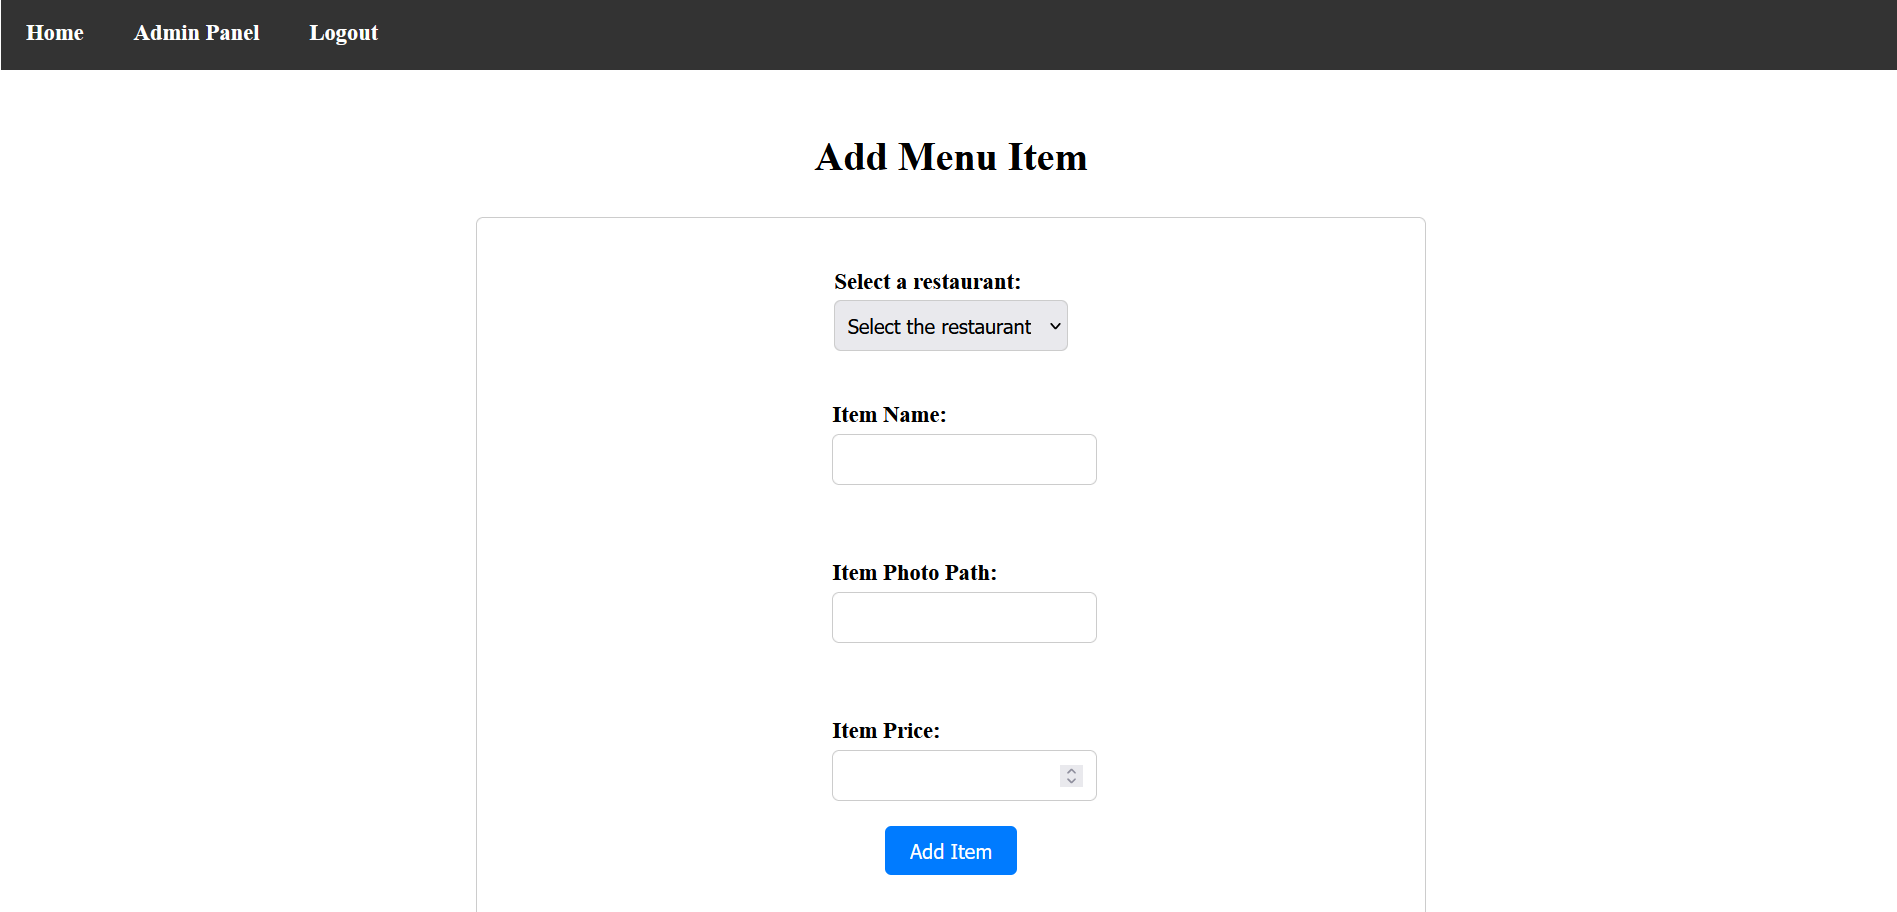 Home Admin Panel Logout
Add Menu Item
Select a restaurant:
Select the restaurant
Item Name:
Item Photo Path:
Item Price:
Add Item